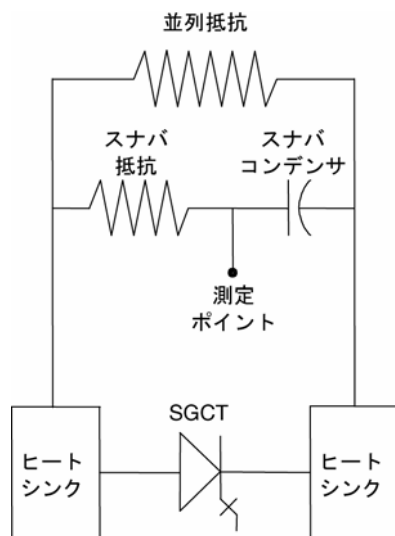 並列抵抗
スナバ
抵抗
スナバ
コンデンサ
測定
ポイント
SGCT
ヒート
シンク
ヒート
シンク